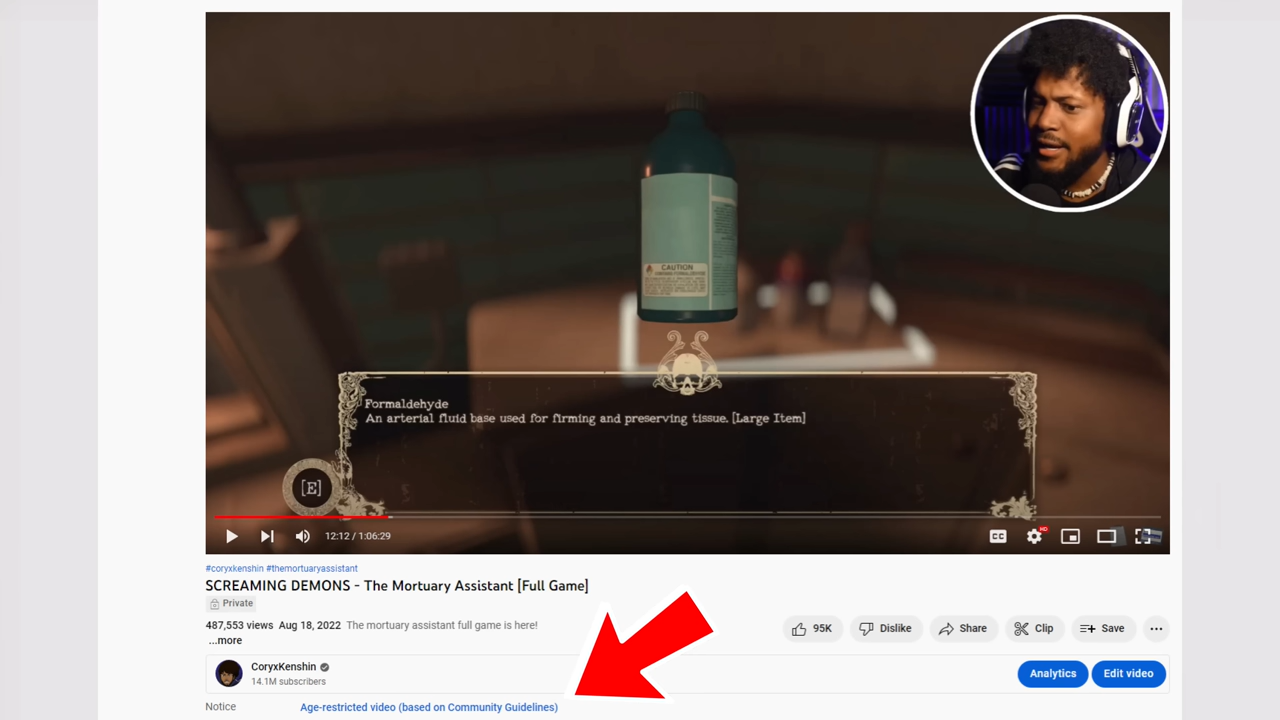 CAUTION
Formaldehyde
An arterial fluid base used for firming and preserving tissue. [Large Item]
[E]
12:12 / 1:06:29
CC
HD
#coryxkenshin #themortuaryassistant
SCREAMING DEMONS - The Mortuary Assistant [Full Game]
Private
487,553 views Aug 18, 2022 The mortuary assistant full game is here!
...more
95K Dislike Share Clip Save
CoryxKenshin
14.1M subscribers
Analytics Edit video
Notice Age-restricted video (based on Community Guidelines)